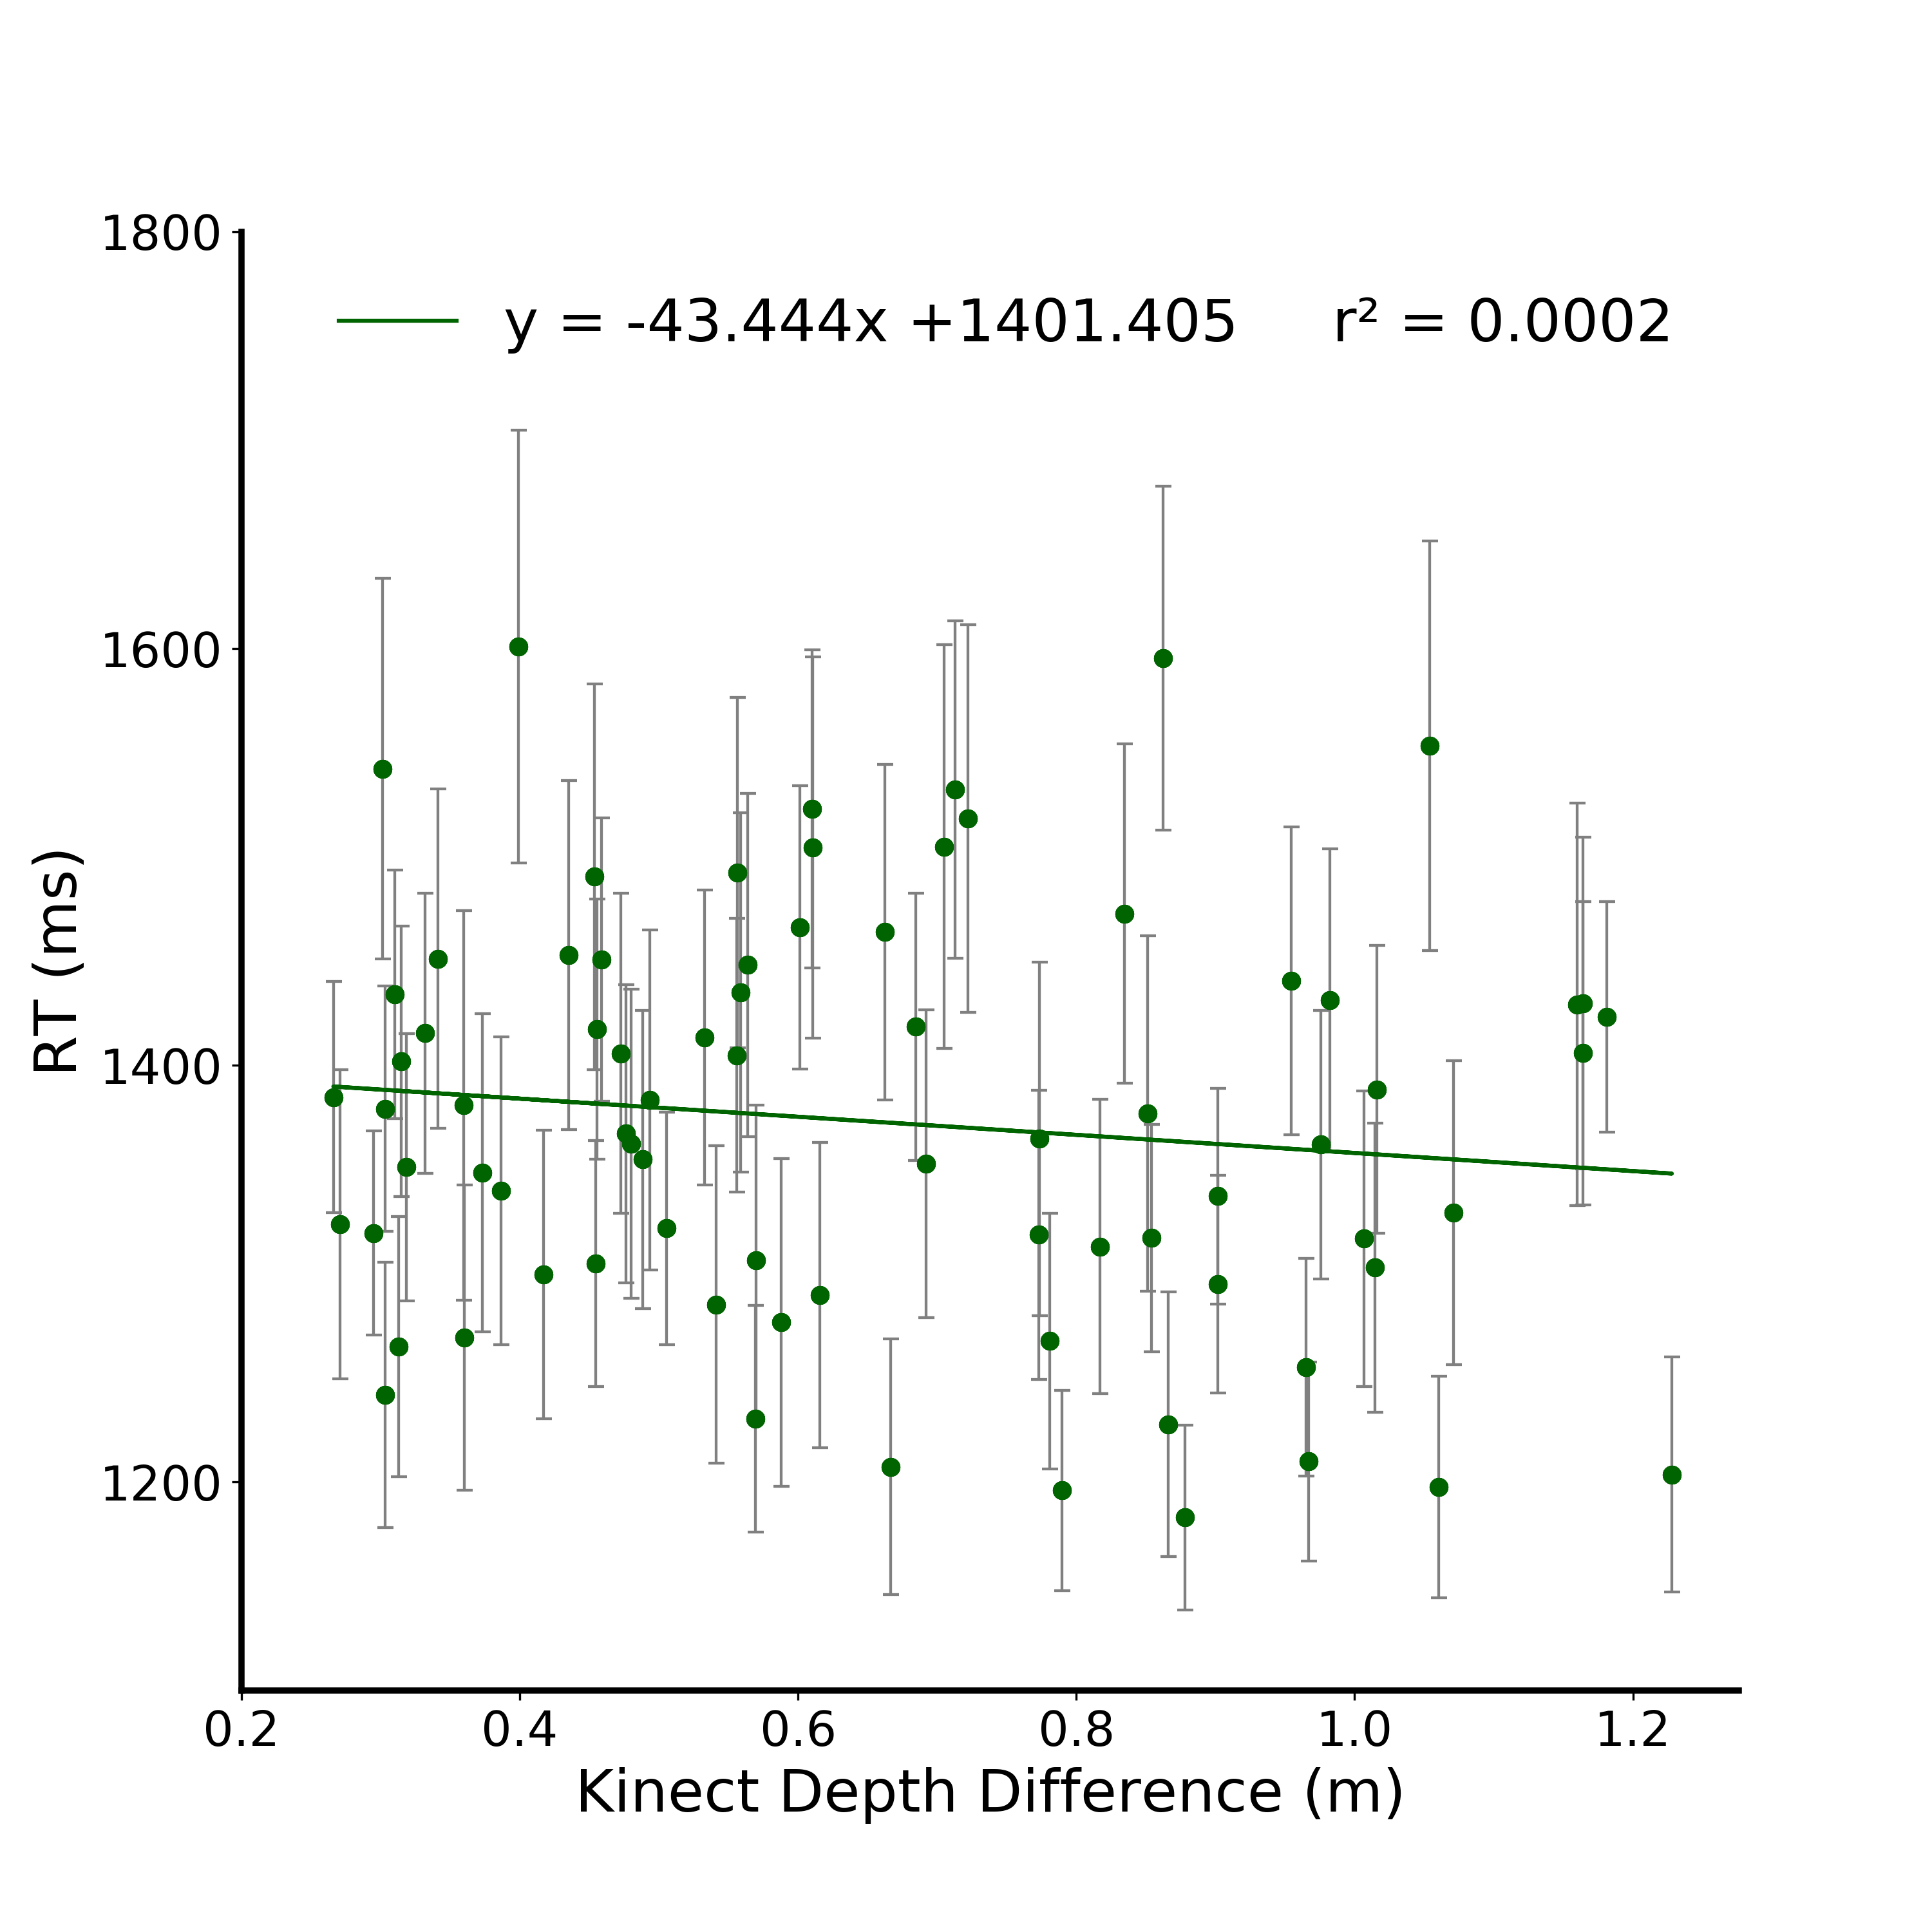 y = -43.444x +1401.405 r² = 0.0002
1800
1600
1400
1200
RT (ms)
0.2 0.4 0.6 0.8 1.0 1.2
Kinect Depth Difference (m)